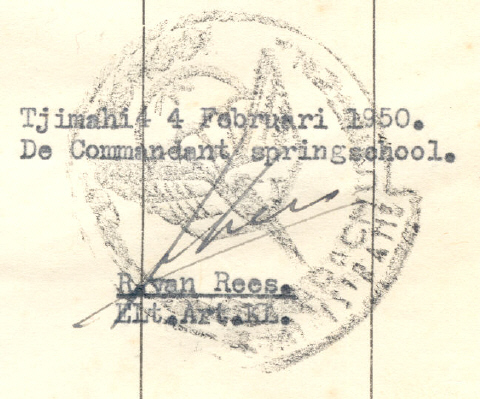 Tjimahi, 4 Februari 1950.
De Commandant springschool.
R.van Rees.
Elt.Art.KL.